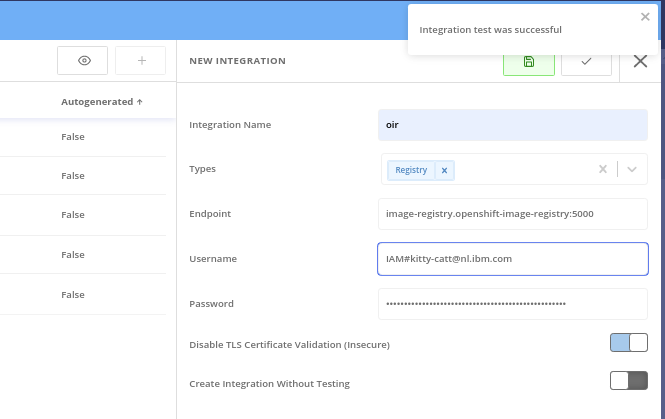 Integration test was successful
NEW INTEGRATION
Autogenerated ↑
False
False
False
False
False
Integration Name
oir
Types
Registry ×
Endpoint
image-registry.openshift-image-registry:5000
Username
IAM#kitty-catt@nl.ibm.com
Password
Disable TLS Certificate Validation (Insecure)
Create Integration Without Testing